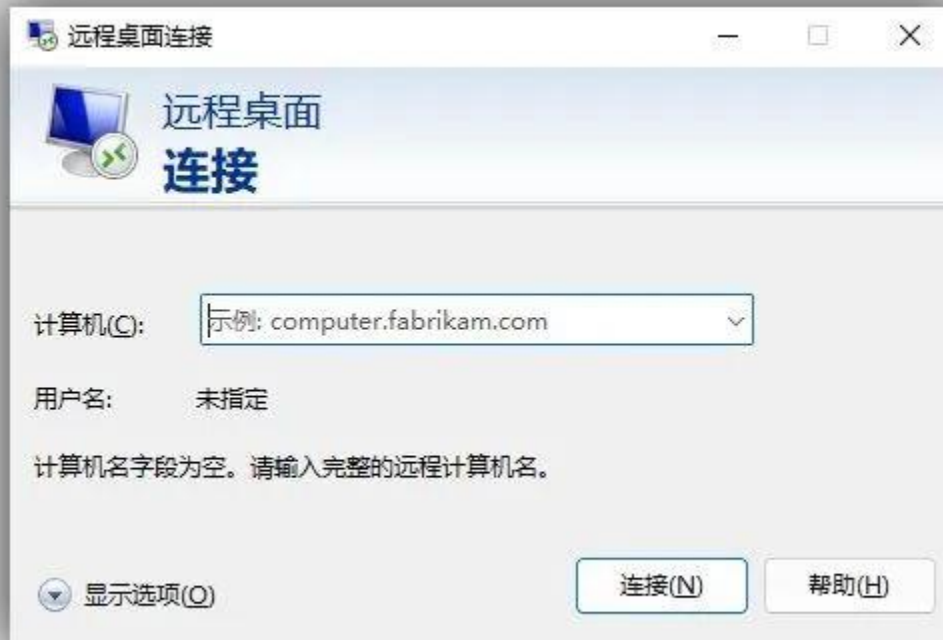 远程桌面连接
远程桌面
连接
计算机(C): 示例: computer.fabrikam.com
用户名: 未指定
计算机名字段为空。请输入完整的远程计算机名。
显示选项(O) 连接(N) 帮助(H)